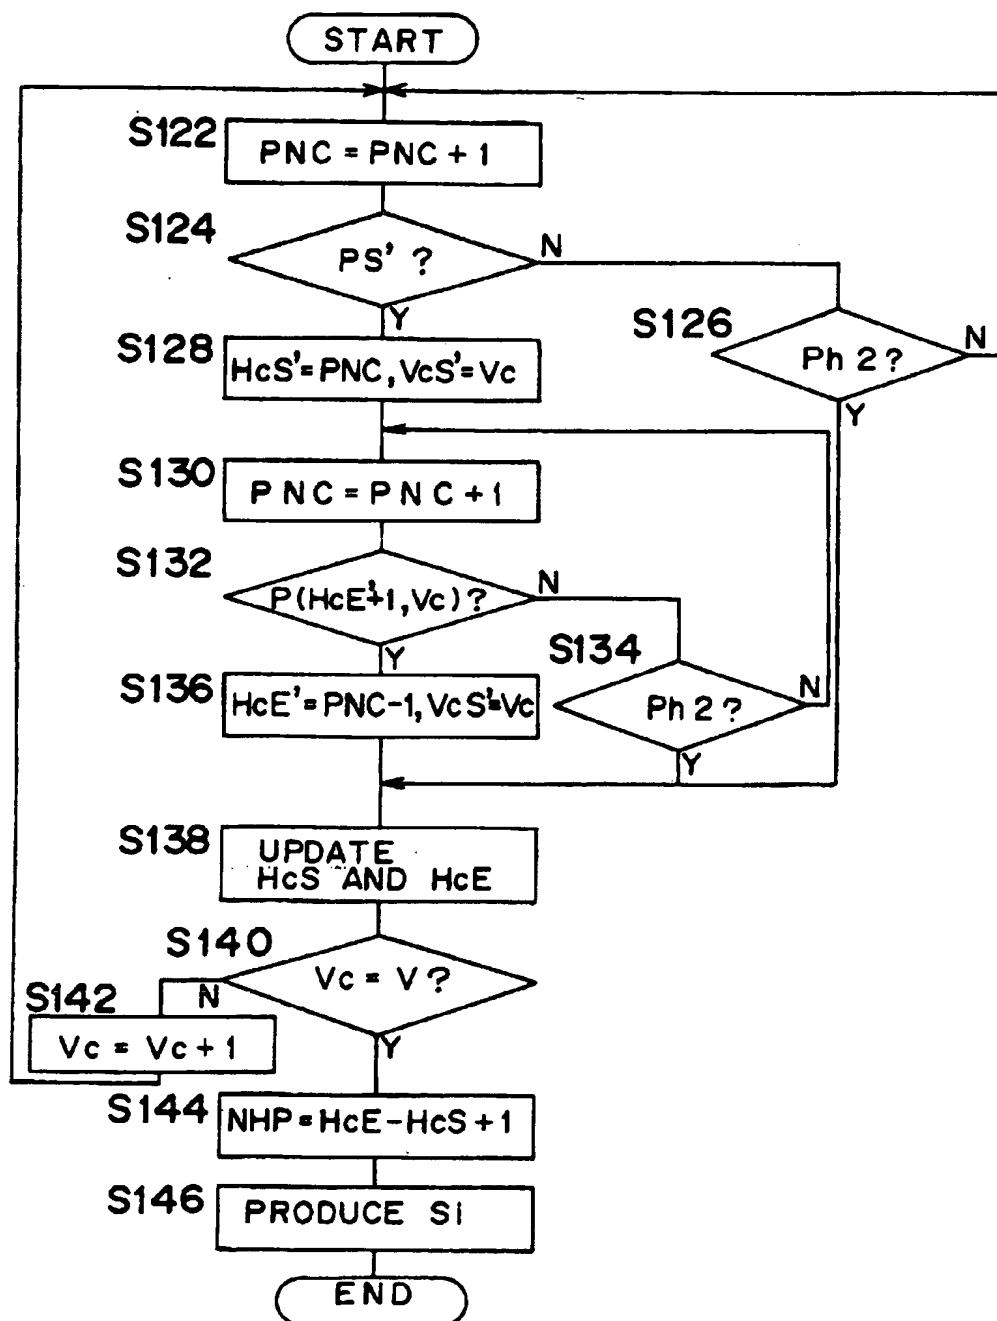 START
S122
PNC = PNC + 1
S124
PS' ?
N
Y
S126
Ph 2 ?
N
Y
S128
HcS' = PNC, VcS' = Vc
S130
PNC = PNC + 1
S132
P(HcE'+1, Vc) ?
N
Y
S134
Ph 2 ?
N
Y
S136
HcE' = PNC-1, VcS' = Vc
S138
UPDATE
HcS AND HcE
S140
Vc = V ?
N
Y
S142
Vc = Vc + 1
S144
NHP = HcE - HcS + 1
S146
PRODUCE Si
END